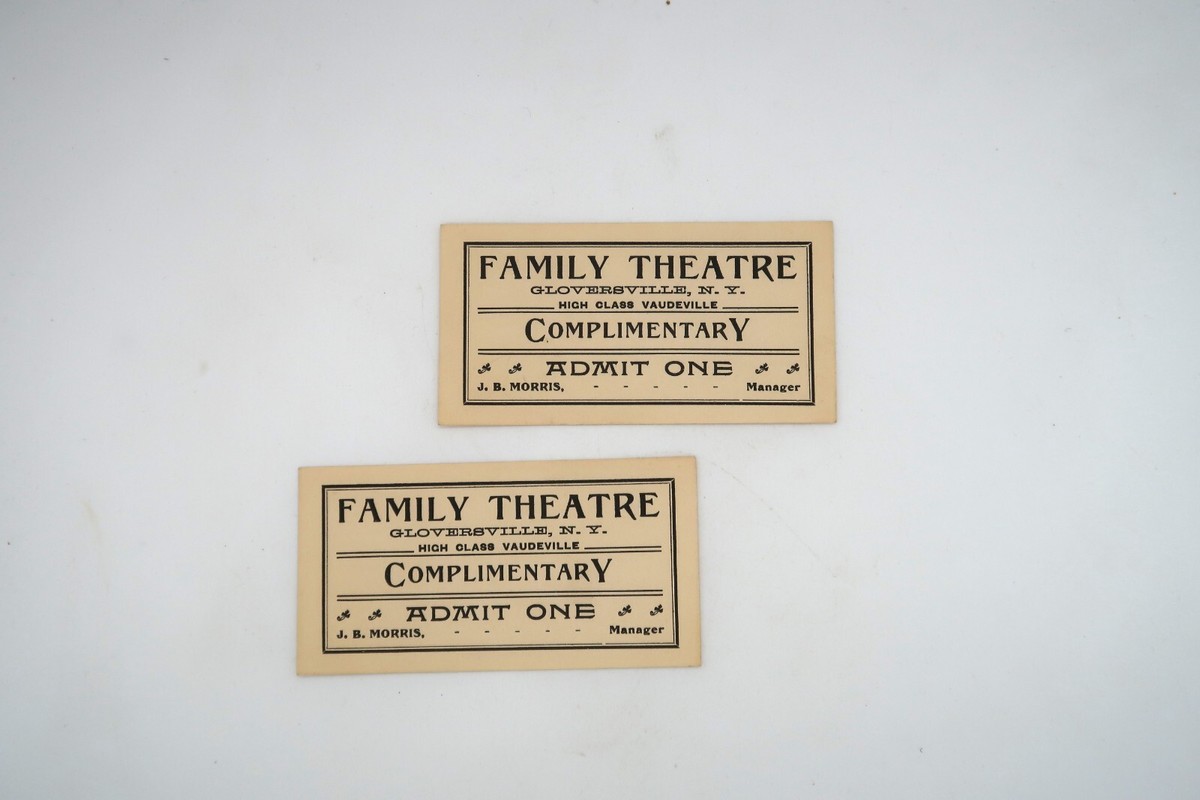 FAMILY THEATRE
GLOVERSVILLE, N. Y.
HIGH CLASS VAUDEVILLE
COMPLIMENTARY
ADMIT ONE
J. B. MORRIS, - - - - - Manager
FAMILY THEATRE
GLOVERSVILLE, N. Y.
HIGH CLASS VAUDEVILLE
COMPLIMENTARY
ADMIT ONE
J. B. MORRIS, - - - - - Manager